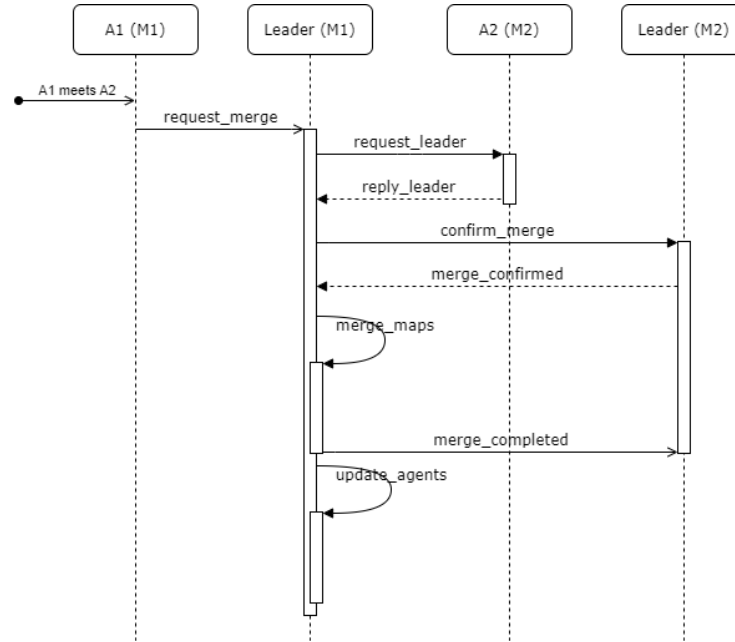 A1 (M1)
Leader (M1)
A2 (M2)
Leader (M2)
A1 meets A2
request_merge
request_leader
reply_leader
confirm_merge
merge_confirmed
merge_maps
merge_completed
update_agents